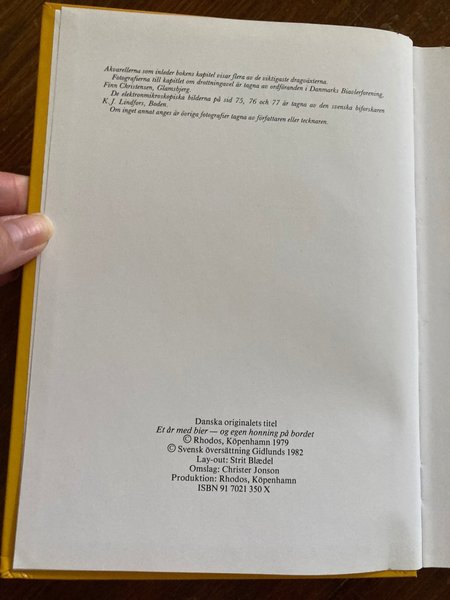 Akvarellerna som inleder bokens kapitel visar flera av de viktigaste dragväxterna.
Fotografierna till kapitlet om drottningavel är tagna av ordföranden i Danmarks Biavlerforening,
Finn Christensen, Glamsbjerg.
De elektronmikroskopiska bilderna på sid 75, 76 och 77 är tagna av den svenska biforskaren
K. J. Lindfors, Boden.
Om inget annat anges är övriga fotografier tagna av författaren eller tecknaren.
Danska originalets titel
Et år med bier — og egen honning på bordet
© Rhodos, Köpenhamn 1979
© Svensk översättning Gidlunds 1982
Lay-out: Strit Blædel
Omslag: Christer Jonson
Produktion: Rhodos, Köpenhamn
ISBN 91 7021 350 X